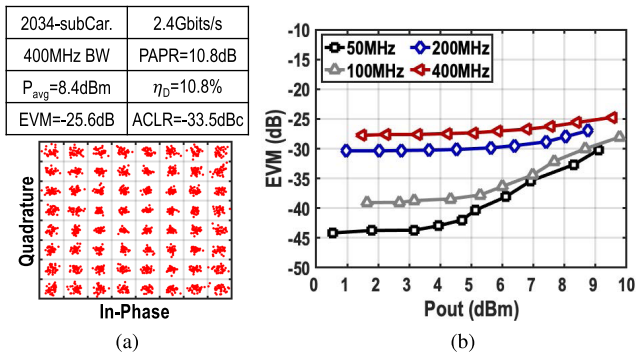 2034-subCar. 2.4Gbits/s
400MHz BW PAPR=10.8dB
Pavg=8.4dBm ηD=10.8%
EVM=-25.6dB ACLR=-33.5dBc
Quadrature
In-Phase
(a)
-10
-15
-20
-25
-30
-35
-40
-45
-50
EVM (dB)
50MHz 200MHz
100MHz 400MHz
0 1 2 3 4 5 6 7 8 9 10
Pout (dBm)
(b)